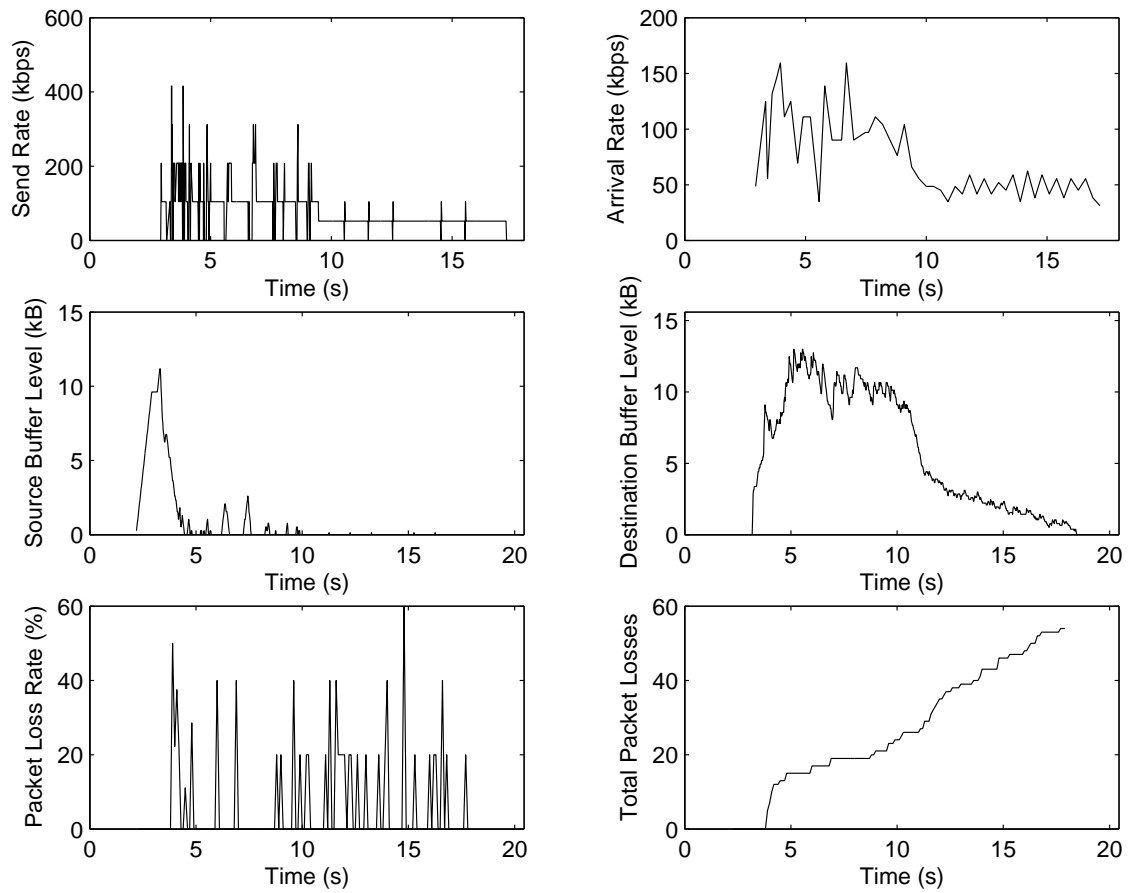 600
400
200
0
Send Rate (kbps)
0 5 10 15
Time (s)
200
150
100
50
0
Arrival Rate (kbps)
0 5 10 15
Time (s)
15
10
5
0
Source Buffer Level (kB)
0 5 10 15 20
Time (s)
15
10
5
0
Destination Buffer Level (kB)
0 5 10 15 20
Time (s)
60
40
20
0
Packet Loss Rate (%)
0 5 10 15 20
Time (s)
60
40
20
0
Total Packet Losses
0 5 10 15 20
Time (s)